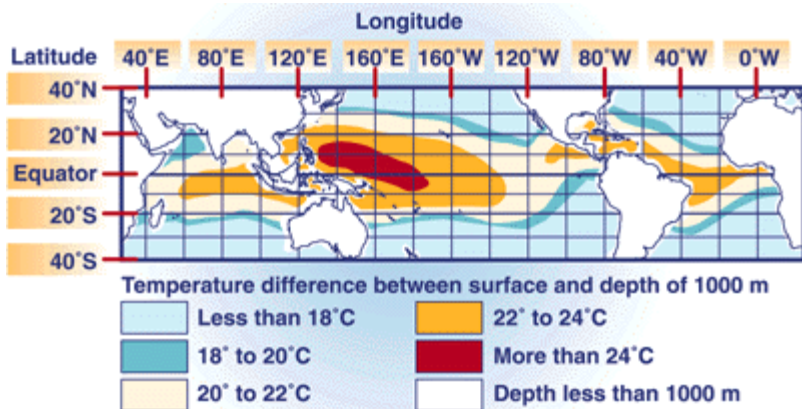 Longitude
Latitude 40˚E 80˚E 120˚E 160˚E 160˚W 120˚W 80˚W 40˚W 0˚W
40˚N
20˚N
Equator
20˚S
40˚S
Temperature difference between surface and depth of 1000 m
Less than 18˚C 22˚ to 24˚C
18˚ to 20˚C More than 24˚C
20˚ to 22˚C Depth less than 1000 m